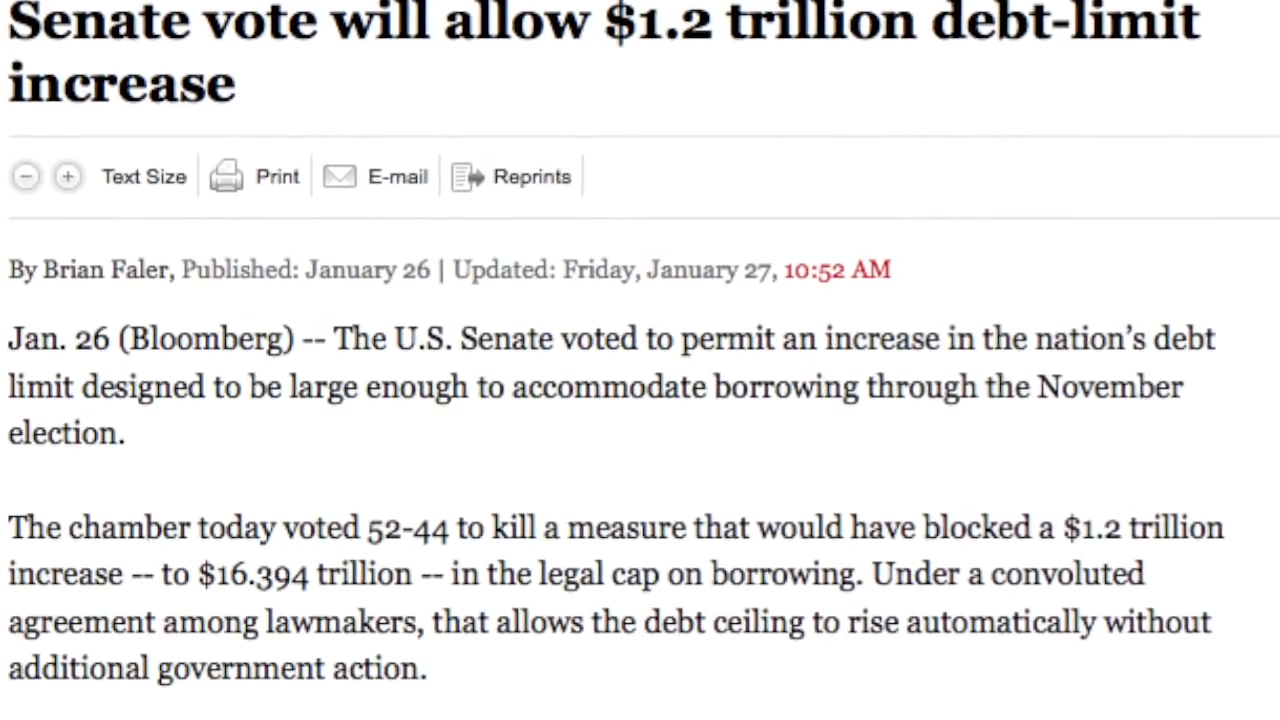 Senate vote will allow $1.2 trillion debt-limit
increase
Text Size Print E-mail Reprints
By Brian Faler, Published: January 26 | Updated: Friday, January 27, 10:52 AM
Jan. 26 (Bloomberg) -- The U.S. Senate voted to permit an increase in the nation’s debt
limit designed to be large enough to accommodate borrowing through the November
election.
The chamber today voted 52-44 to kill a measure that would have blocked a $1.2 trillion
increase -- to $16.394 trillion -- in the legal cap on borrowing. Under a convoluted
agreement among lawmakers, that allows the debt ceiling to rise automatically without
additional government action.